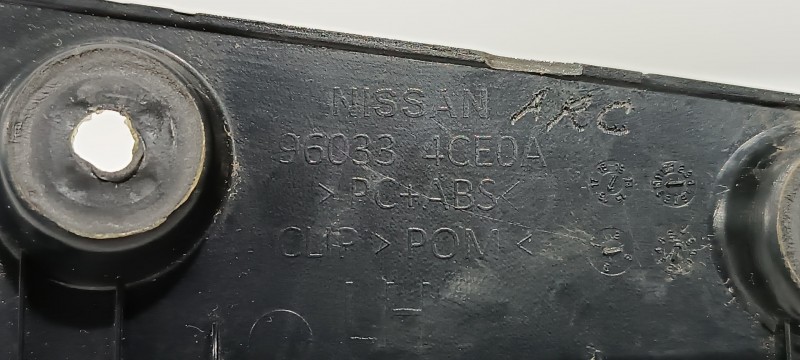 NISSAN ARC
96033 4CE0A
>PC+ABS<
CLIP > POM <